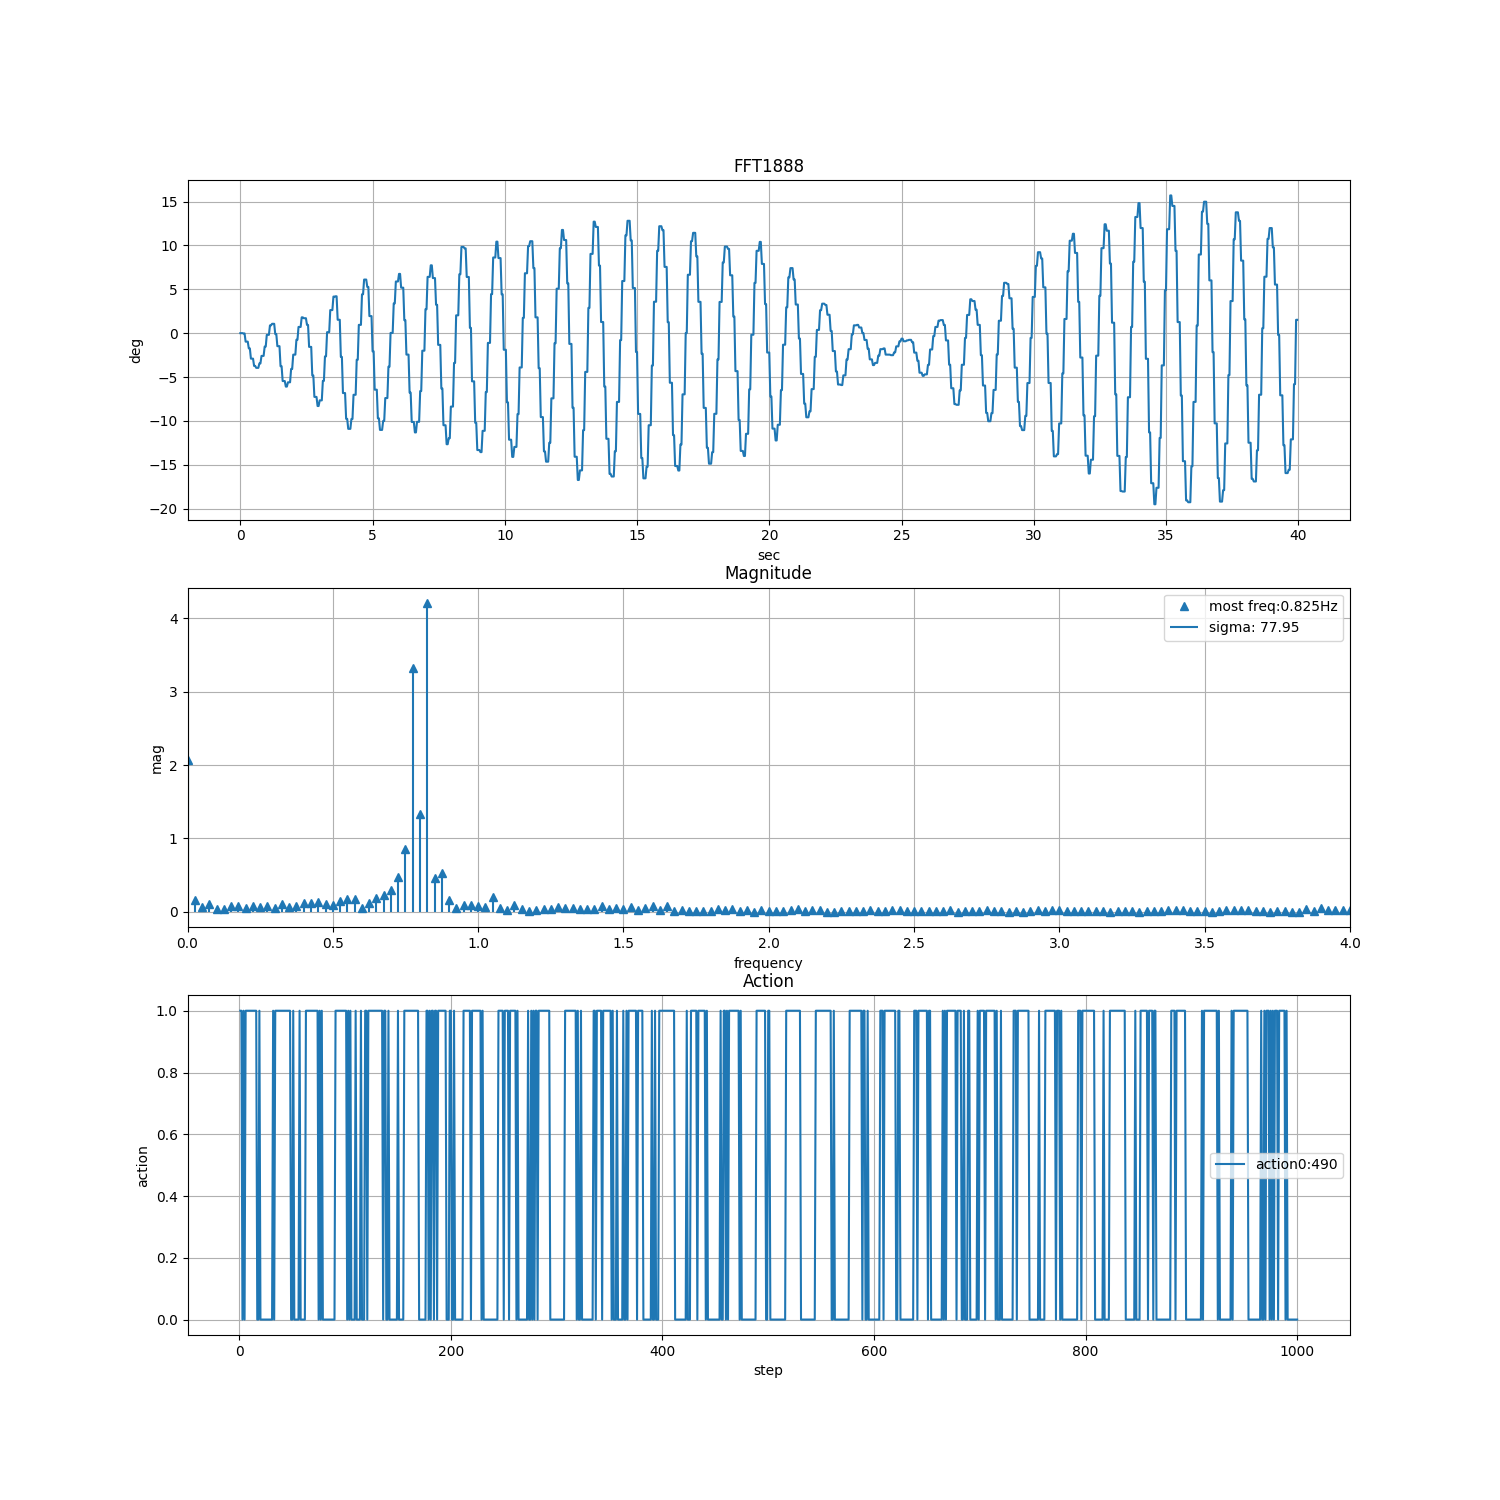 FFT1888
15
10
5
0
−5
−10
−15
−20
deg
0 5 10 15 20 25 30 35 40
sec
Magnitude
4
3
2
1
0
mag
most freq:0.825Hz
sigma: 77.95
0.0 0.5 1.0 1.5 2.0 2.5 3.0 3.5 4.0
frequency
Action
1.0
0.8
0.6
0.4
0.2
0.0
action
action0:490
0 200 400 600 800 1000
step